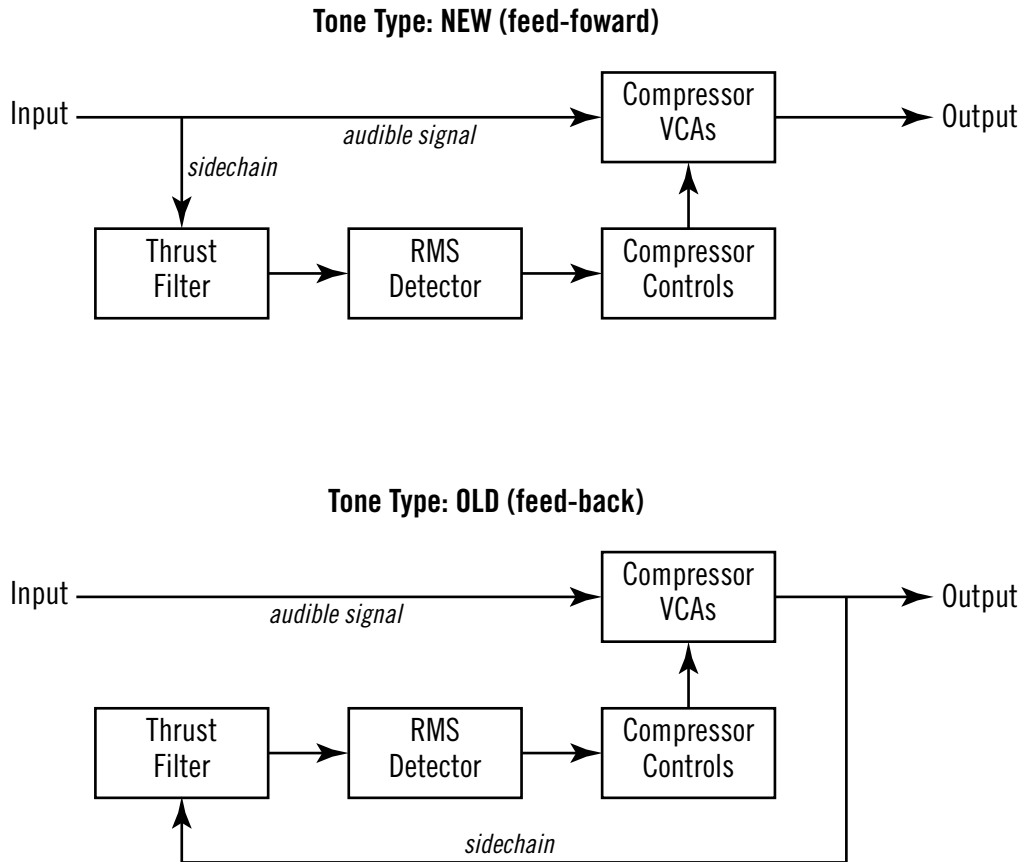 Tone Type: NEW (feed-foward)
Input
audible signal
Compressor
VCAs
Output
sidechain
Thrust
Filter
RMS
Detector
Compressor
Controls
Tone Type: OLD (feed-back)
Input
audible signal
Compressor
VCAs
Output
Thrust
Filter
RMS
Detector
Compressor
Controls
sidechain